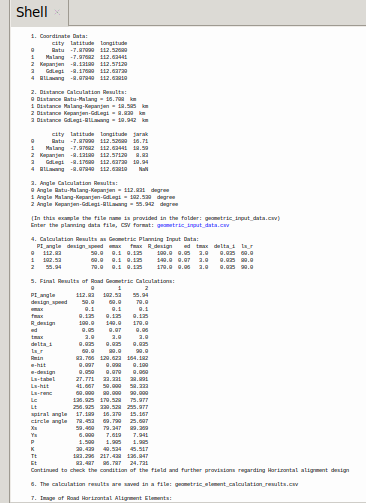 Shell ×
1. Coordinate Data:
city latitude longitude
0 Batu -7.87090 112.52680
1 Malang -7.97682 112.63441
2 Kepanjen -8.13180 112.57120
3 GdLegi -8.17680 112.63730
4 BlLawang -8.07840 112.63810
2. Distance Calculation Results:
0 Distance Batu-Malang = 16.708 km
1 Distance Malang-Kepanjen = 18.585 km
2 Distance Kepanjen-GdLegi = 8.830 km
3 Distance GdLegi-BlLawang = 10.942 km
city latitude longitude jarak
0 Batu -7.87090 112.52680 16.71
1 Malang -7.97682 112.63441 18.59
2 Kepanjen -8.13180 112.57120 8.83
3 GdLegi -8.17680 112.63730 10.94
4 BlLawang -8.07840 112.63810 NaN
3. Angle Calculation Results:
0 Angle Batu-Malang-Kepanjen = 112.831 degree
1 Angle Malang-Kepanjen-GdLegi = 102.530 degree
2 Angle Kepanjen-GdLegi-BlLawang = 55.942 degree
(In this example the file name is provided in the folder: geometric_input_data.csv)
Enter the planning data file, CSV format: geometric_input_data.csv
4. Calculation Results as Geometric Planning Input Data:
PI_angle design_speed emax fmax R_design ed tmax delta_i ls_r
0 112.83 50.0 0.1 0.135 100.0 0.05 3.0 0.035 60.0
1 102.53 60.0 0.1 0.135 140.0 0.07 3.0 0.035 80.0
2 55.94 70.0 0.1 0.135 170.0 0.06 3.0 0.035 90.0
5. Final Results of Road Geometric Calculations:
0 1 2
PI_angle 112.83 102.53 55.94
design_speed 50.0 60.0 70.0
emax 0.1 0.1 0.1
fmax 0.135 0.135 0.135
R_design 100.0 140.0 170.0
ed 0.05 0.07 0.06
tmax 3.0 3.0 3.0
delta_i 0.035 0.035 0.035
ls_r 60.0 80.0 90.0
Rmin 83.766 120.623 164.182
e-hit 0.097 0.098 0.100
e-design 0.050 0.070 0.060
Ls-tabel 27.771 33.331 38.891
Ls-hit 41.667 50.000 58.333
Ls-renc 60.000 80.000 90.000
Lc 136.925 170.528 75.977
Lt 256.925 330.528 255.977
spiral angle 17.189 16.370 15.167
circle angle 78.453 69.790 25.607
Xs 59.460 79.347 89.369
Ys 6.000 7.619 7.941
P 1.500 1.905 1.985
K 30.439 40.534 45.517
Tt 183.296 217.438 136.847
Et 83.487 86.787 24.731
Continued to check the condition of the field and further provisions regarding Horizontal alignment design
6. The calculation results are saved in a file: geometric_element_calculation_results.csv
7. Image of Road Horizontal Alignment Elements: